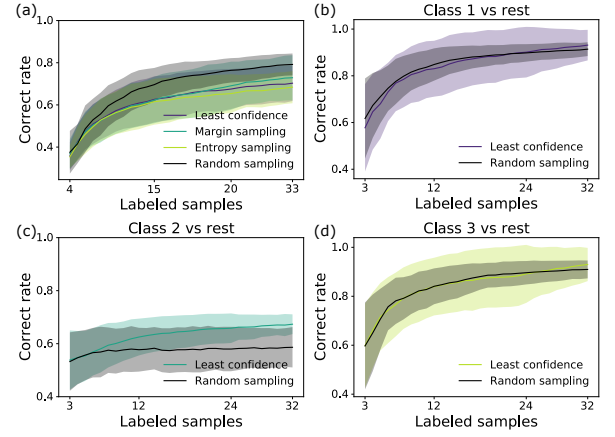 (a)
Correct rate
1.0
0.8
0.6
0.4
Least confidence
Margin sampling
Entropy sampling
Random sampling
4 15 20 33
Labeled samples
(b) Class 1 vs rest
Correct rate
1.0
0.8
0.6
0.4
Least confidence
Random sampling
3 12 24 32
Labeled samples
(c) Class 2 vs rest
Correct rate
1.0
0.8
0.6
0.4
Least confidence
Random sampling
3 12 24 32
Labeled samples
(d) Class 3 vs rest
Correct rate
1.0
0.8
0.6
0.4
Least confidence
Random sampling
3 12 24 32
Labeled samples